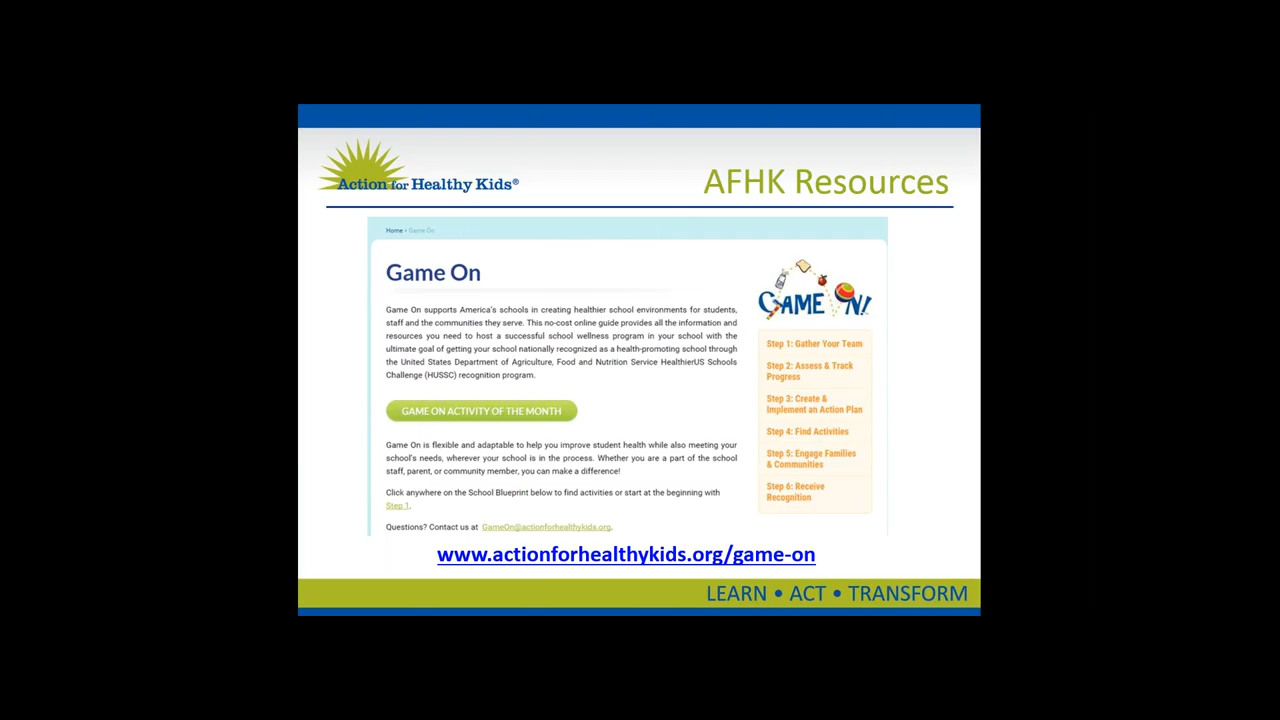 Action for Healthy Kids®
AFHK Resources
Home › Game On
Game On
Game On supports America's schools in creating healthier school environments for students,
staff and the communities they serve. This no-cost online guide provides all the information and
resources you need to host a successful school wellness program in your school with the
ultimate goal of getting your school nationally recognized as a health-promoting school through
the United States Department of Agriculture, Food and Nutrition Service HealthierUS Schools
Challenge (HUSSC) recognition program.
GAME ON ACTIVITY OF THE MONTH
Game On is flexible and adaptable to help you improve student health while also meeting your
school's needs, wherever your school is in the process. Whether you are a part of the school
staff, parent, or community member, you can make a difference!
Click anywhere on the School Blueprint below to find activities or start at the beginning with
Step 1.
Questions? Contact us at GameOn@actionforhealthykids.org.
GAME ON!
Step 1: Gather Your Team
Step 2: Assess & Track
Progress
Step 3: Create &
Implement an Action Plan
Step 4: Find Activities
Step 5: Engage Families
& Communities
Step 6: Receive
Recognition
www.actionforhealthykids.org/game-on
LEARN • ACT • TRANSFORM